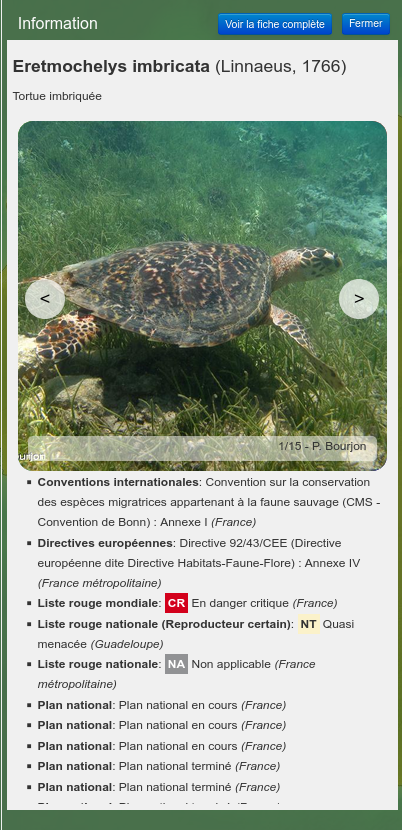 Information
Voir la fiche complète
Fermer
Eretmochelys imbricata (Linnaeus, 1766)
Tortue imbriquée
<
>
1/15 - P. Bourjon
Conventions internationales: Convention sur la conservation
des espèces migratrices appartenant à la faune sauvage (CMS -
Convention de Bonn) : Annexe I (France)
Directives européennes: Directive 92/43/CEE (Directive
européenne dite Directive Habitats-Faune-Flore) : Annexe IV
(France métropolitaine)
Liste rouge mondiale: CR En danger critique (France)
Liste rouge nationale (Reproducteur certain): NT Quasi
menacée (Guadeloupe)
Liste rouge nationale: NA Non applicable (France
métropolitaine)
Plan national: Plan national en cours (France)
Plan national: Plan national en cours (France)
Plan national: Plan national en cours (France)
Plan national: Plan national terminé (France)
Plan national: Plan national terminé (France)